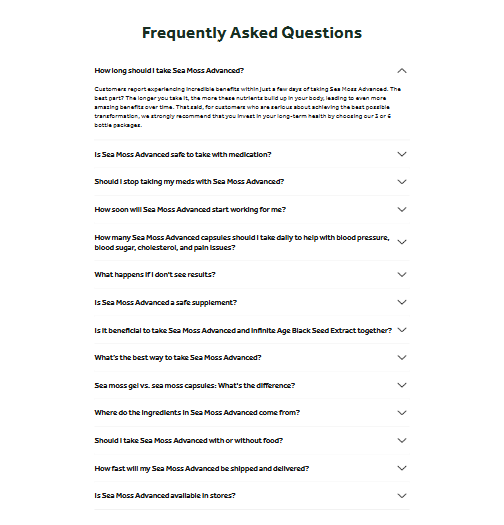 Frequently Asked Questions
How long should I take Sea Moss Advanced?
Customers report experiencing incredible benefits within just a few days of taking Sea Moss Advanced. The
best part? The longer you take it, the more these nutrients build up in your body, leading to even more
amazing benefits over time. That said, for customers who are serious about achieving the best possible
transformation, we strongly recommend that you invest in your long-term health by choosing our 3 or 6
bottle packages.
Is Sea Moss Advanced safe to take with medication?
Should I stop taking my meds with Sea Moss Advanced?
How soon will Sea Moss Advanced start working for me?
How many Sea Moss Advanced capsules should I take daily to help with blood pressure,
blood sugar, cholesterol, and pain issues?
What happens if I don't see results?
Is Sea Moss Advanced a safe supplement?
Is it beneficial to take Sea Moss Advanced and Infinite Age Black Seed Extract together?
What's the best way to take Sea Moss Advanced?
Sea moss gel vs. sea moss capsules: What's the difference?
Where do the ingredients in Sea Moss Advanced come from?
Should I take Sea Moss Advanced with or without food?
How fast will my Sea Moss Advanced be shipped and delivered?
Is Sea Moss Advanced available in stores?